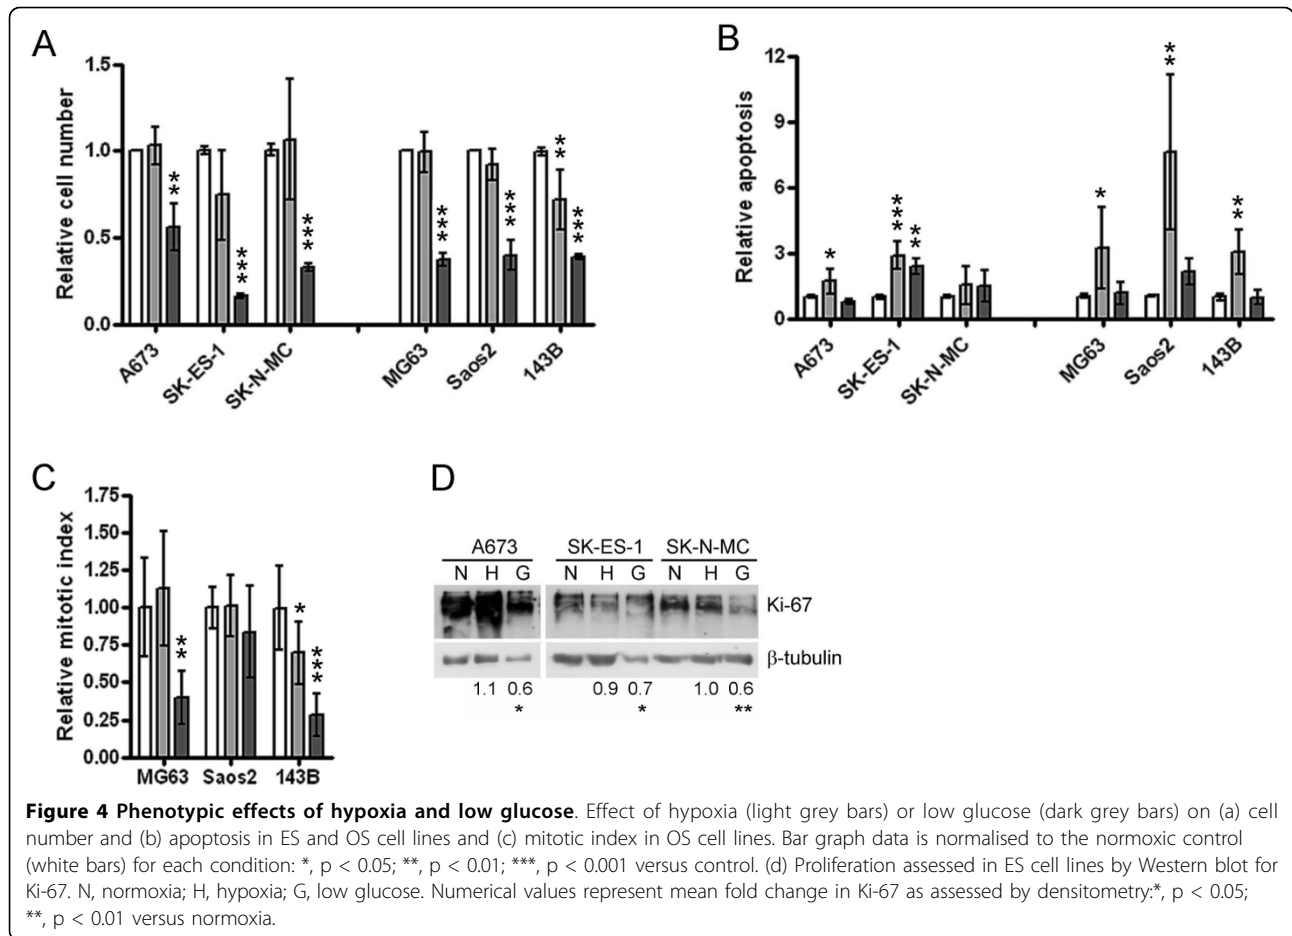 A
Relative cell number
1.5
1.0
0.5
0.0
** *** *** *** *** ** ***
A673 SK-ES-1 SK-N-MC MG63 Saos2 143B
B
Relative apoptosis
12
9
6
3
0
* *** ** * ** **
A673 SK-ES-1 SK-N-MC MG63 Saos2 143B
C
Relative mitotic index
1.75
1.50
1.25
1.00
0.75
0.50
0.25
0.00
** * ***
MG63 Saos2 143B
D
A673 SK-ES-1 SK-N-MC
N H G N H G N H G
Ki-67
β-tubulin
1.1 0.6 0.9 0.7 1.0 0.6
* * **
Figure 4 Phenotypic effects of hypoxia and low glucose. Effect of hypoxia (light grey bars) or low glucose (dark grey bars) on (a) cell
number and (b) apoptosis in ES and OS cell lines and (c) mitotic index in OS cell lines. Bar graph data is normalised to the normoxic control
(white bars) for each condition: *, p < 0.05; **, p < 0.01; ***, p < 0.001 versus control. (d) Proliferation assessed in ES cell lines by Western blot for
Ki-67. N, normoxia; H, hypoxia; G, low glucose. Numerical values represent mean fold change in Ki-67 as assessed by densitometry:*, p < 0.05;
**, p < 0.01 versus normoxia.